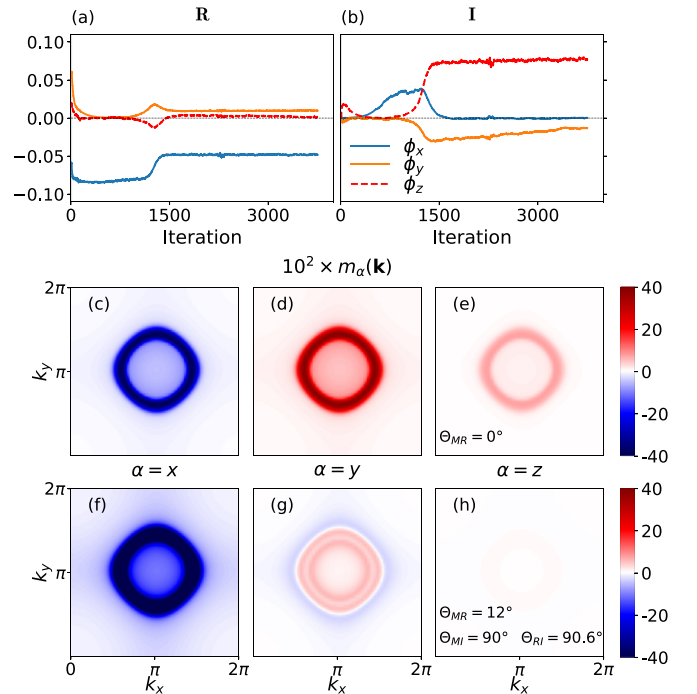 (a) R (b) I
0.10
0.05
0.00
−0.05
−0.10
ϕx
ϕy
ϕz
0 1500 3000 0 1500 3000
Iteration Iteration
10² × mα(k)
2π (c) (d) (e) 40
20
ky π 0
-20
ΘMR = 0°
-40
α = x α = y α = z
2π (f) (g) (h) 40
20
ky π 0
ΘMR = 12°
-20
ΘMI = 90° ΘRI = 90.6°
-40
0 π 2π π 2π π 2π
kx kx kx